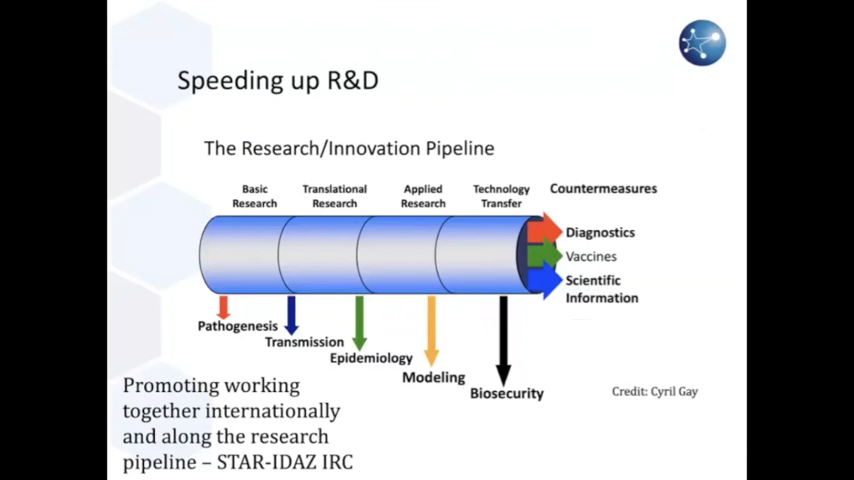 Speeding up R&D
The Research/Innovation Pipeline
Basic
Research
Translational
Research
Applied
Research
Technology
Transfer
Countermeasures
Diagnostics
Vaccines
Scientific
Information
Pathogenesis
Transmission
Epidemiology
Modeling
Biosecurity
Promoting working
together internationally
and along the research
pipeline – STAR-IDAZ IRC
Credit: Cyril Gay